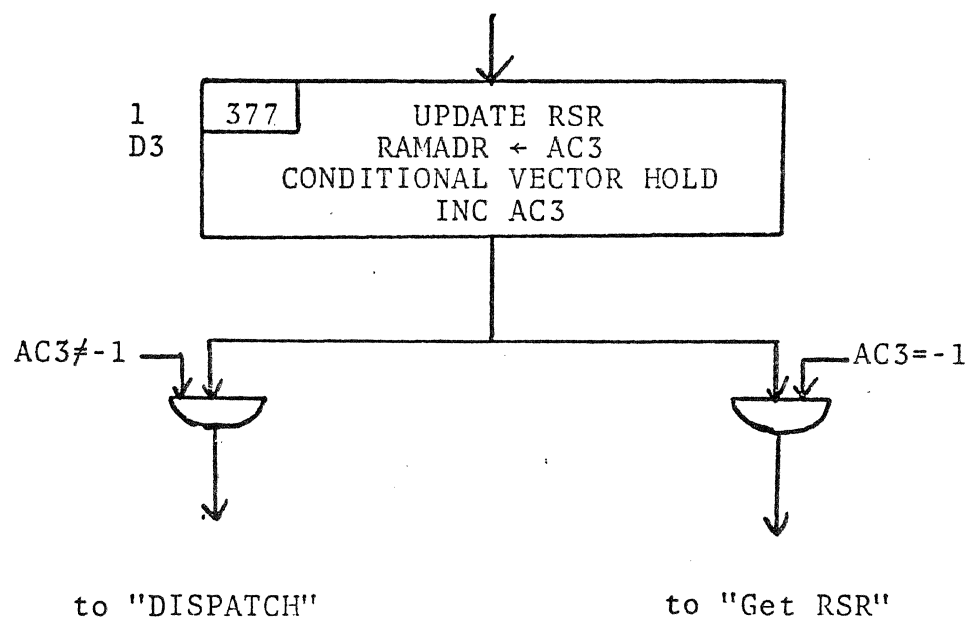 1
D3
377
UPDATE RSR
RAMADR ← AC3
CONDITIONAL VECTOR HOLD
INC AC3
AC3≠-1
AC3=-1
to "DISPATCH"
to "Get RSR"